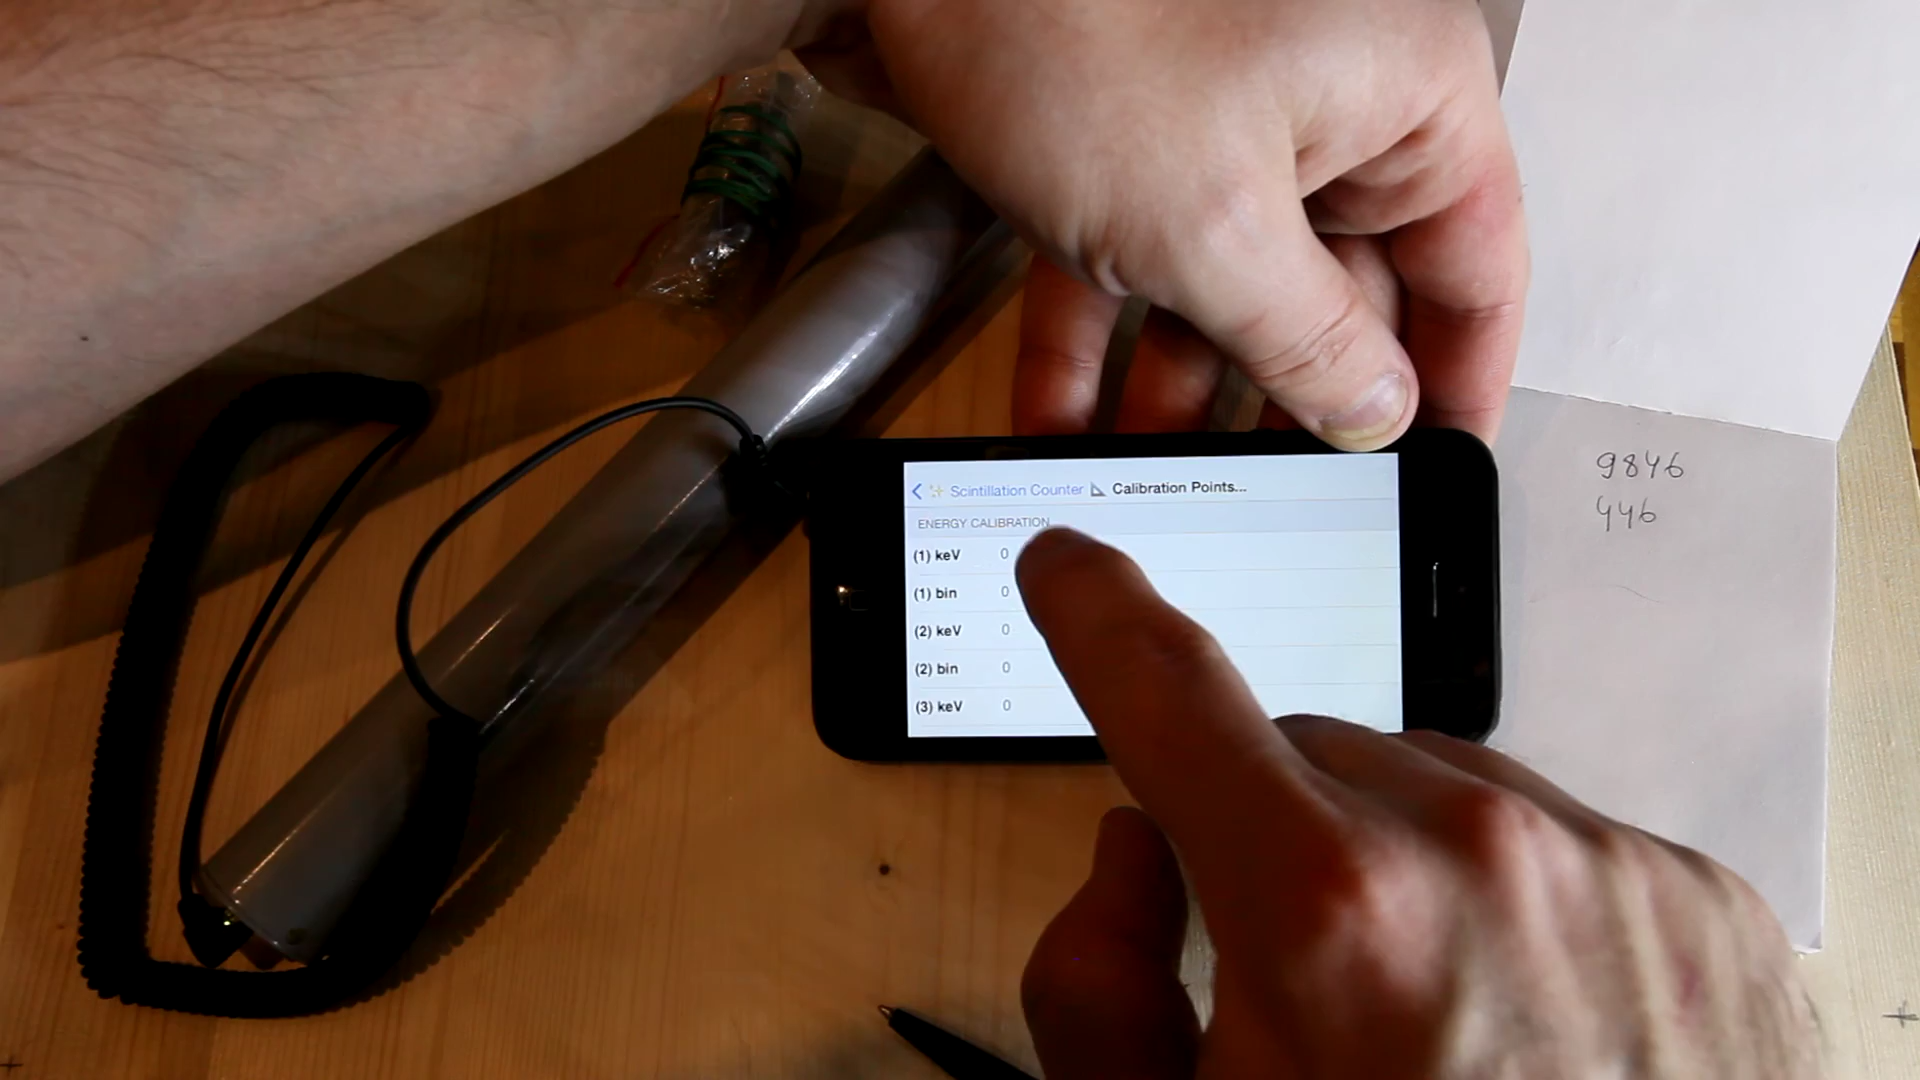 Scintillation Counter Calibration Points...
ENERGY CALIBRATION
(1) keV 0
(1) bin 0
(2) keV 0
(2) bin 0
(3) keV 0
9846
446